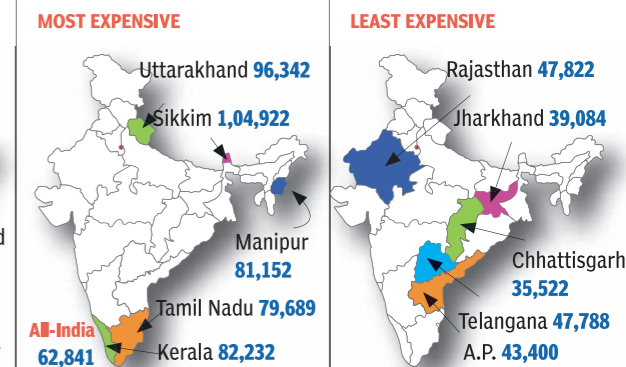 MOST EXPENSIVE
Uttarakhand 96,342
Sikkim 1,04,922
Manipur
81,152
Tamil Nadu 79,689
All-India
62,841
Kerala 82,232
LEAST EXPENSIVE
Rajasthan 47,822
Jharkhand 39,084
Chhattisgarh
35,522
Telangana 47,788
A.P. 43,400